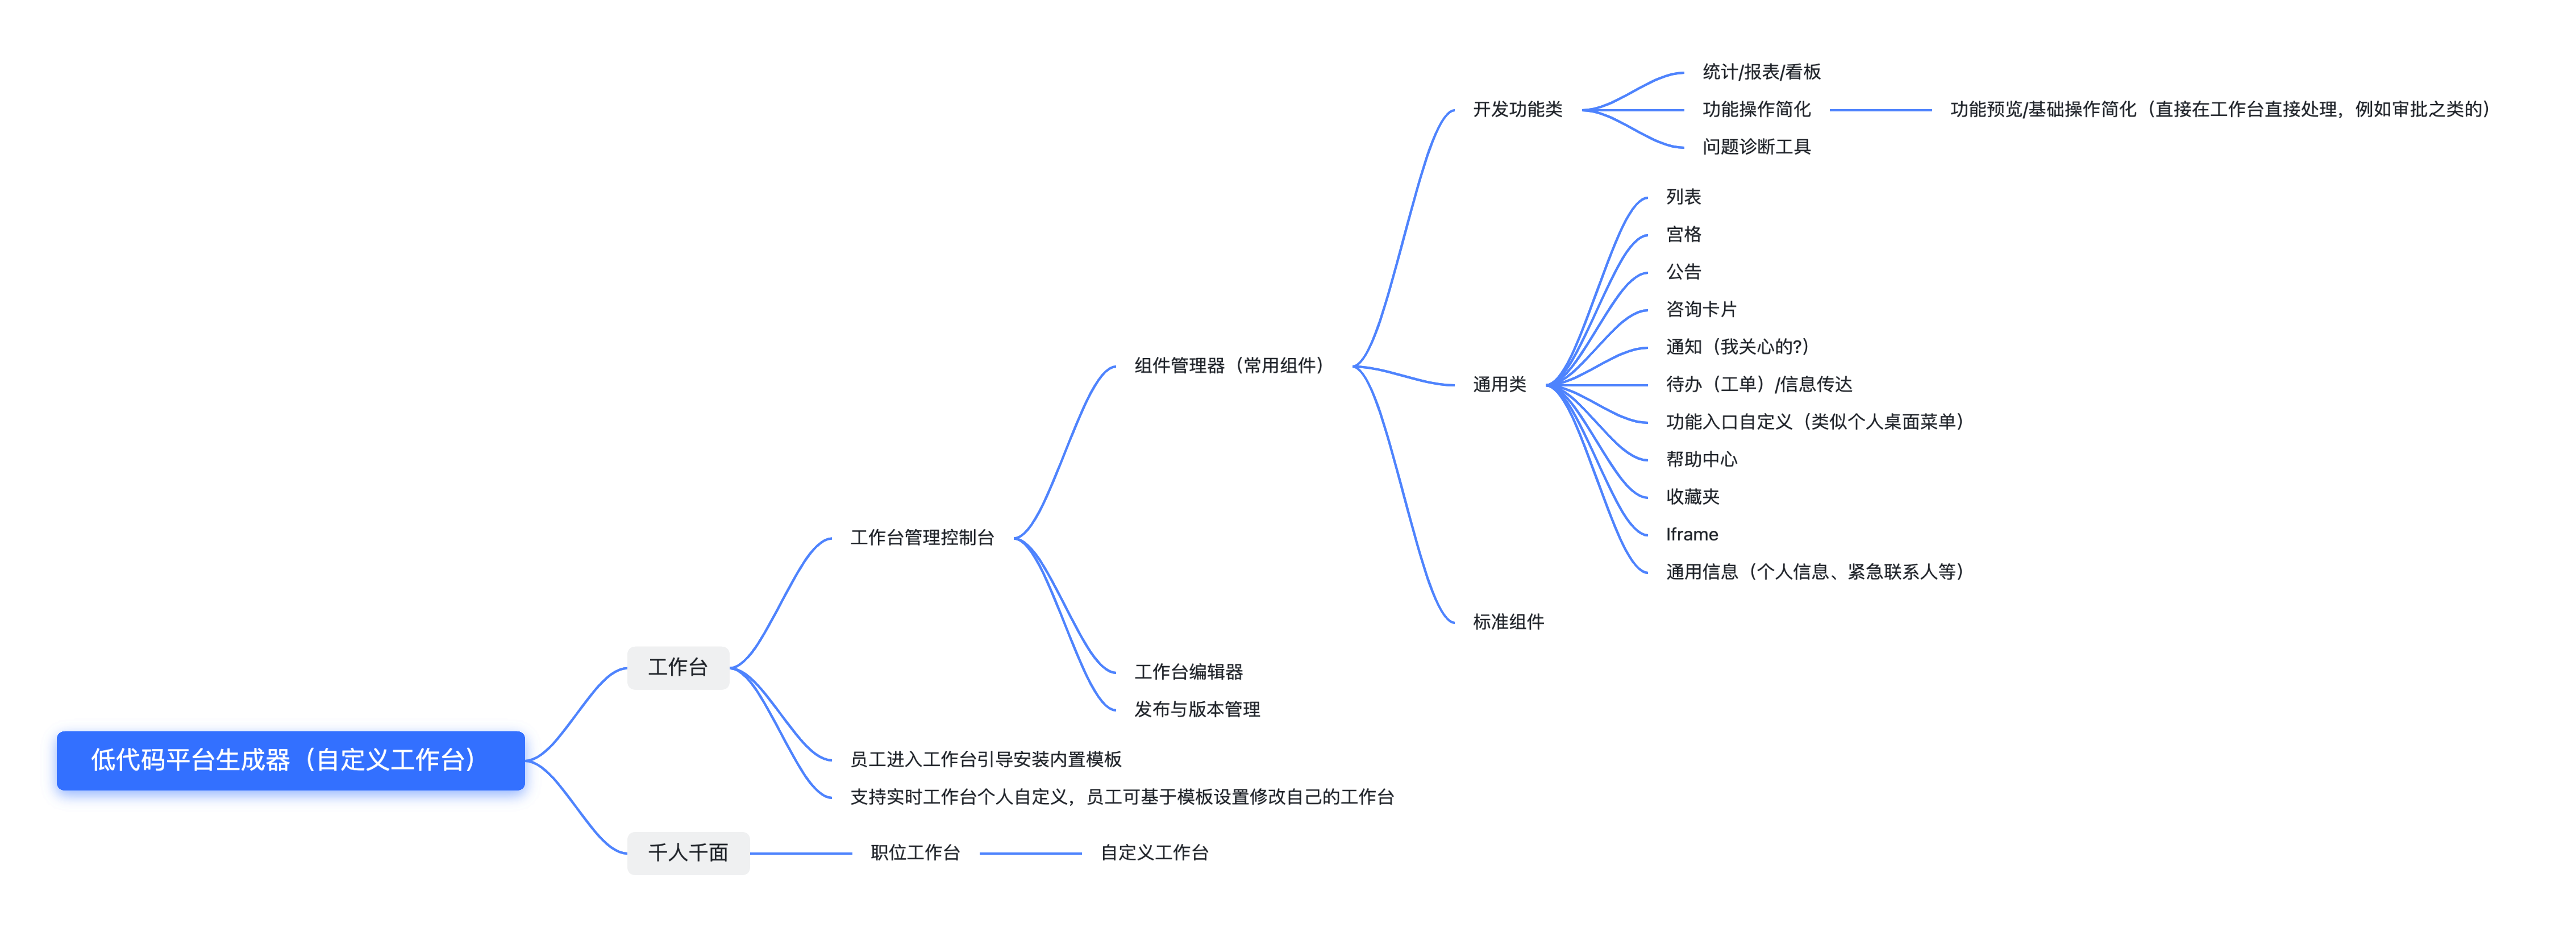 低代码平台生成器（自定义工作台）
工作台
工作台管理控制台
组件管理器（常用组件）
开发功能类
统计/报表/看板
功能操作简化
功能预览/基础操作简化（直接在工作台直接处理，例如审批之类的）
问题诊断工具
通用类
列表
宫格
公告
咨询卡片
通知（我关心的?）
待办（工单）/信息传达
功能入口自定义（类似个人桌面菜单）
帮助中心
收藏夹
Iframe
通用信息（个人信息、紧急联系人等）
标准组件
工作台编辑器
发布与版本管理
员工进入工作台引导安装内置模板
支持实时工作台个人自定义，员工可基于模板设置修改自己的工作台
千人千面
职位工作台
自定义工作台